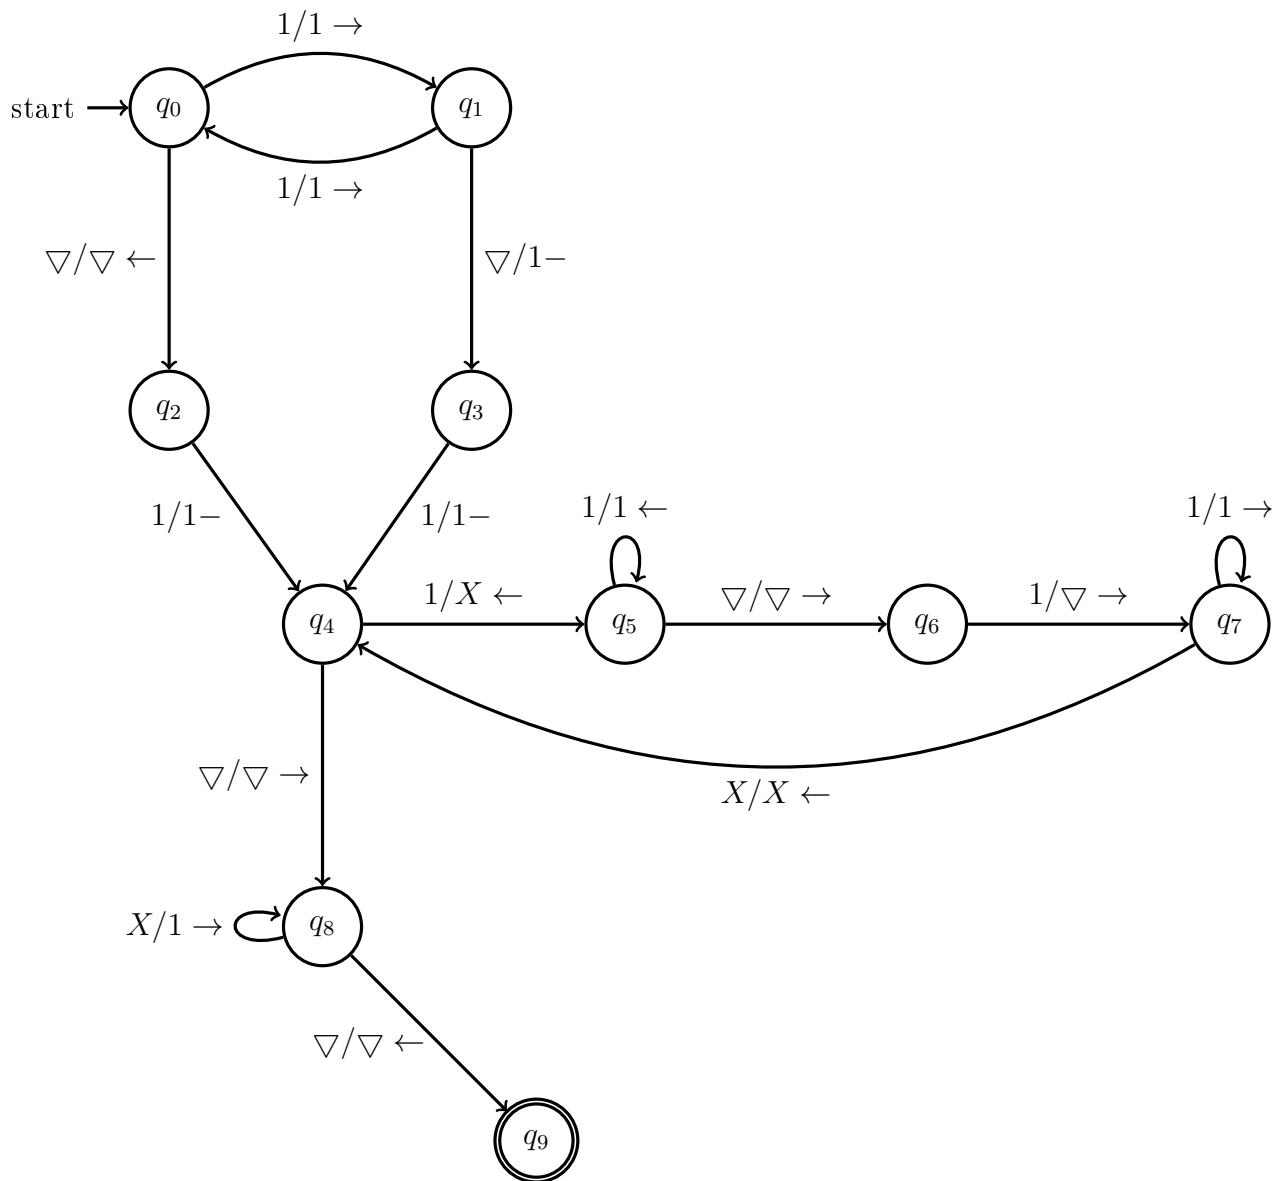 1/1 →
start
q₀
q₁
1/1 →
▽/▽ ←
▽/1−
q₂
q₃
1/1−
1/1−
1/1 ←
1/1 →
1/X ←
▽/▽ →
1/▽ →
q₄
q₅
q₆
q₇
▽/▽ →
X/X ←
X/1 →
q₈
▽/▽ ←
q₉